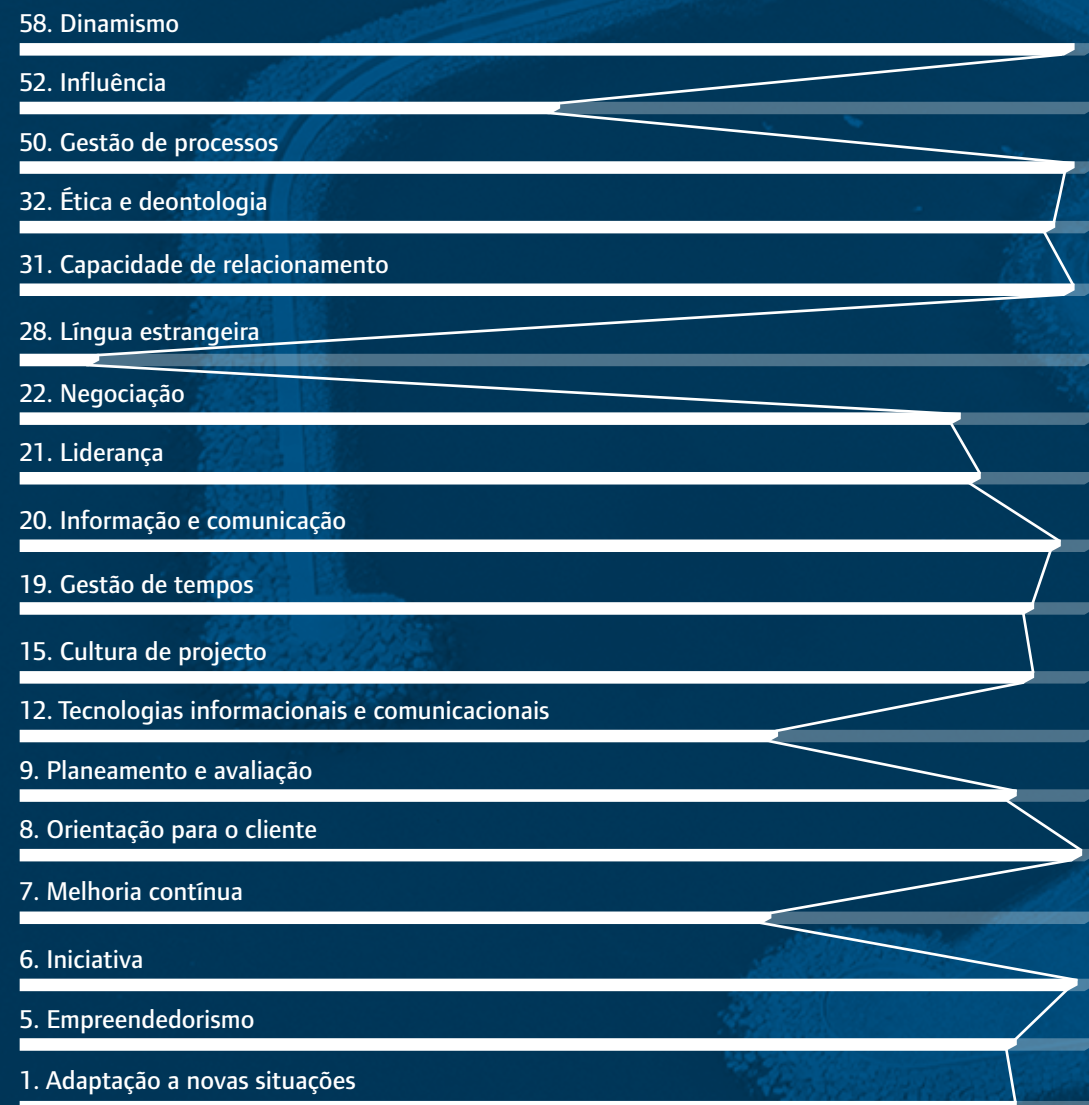 58. Dinamismo
52. Influência
50. Gestão de processos
32. Ética e deontologia
31. Capacidade de relacionamento
28. Língua estrangeira
22. Negociação
21. Liderança
20. Informação e comunicação
19. Gestão de tempos
15. Cultura de projecto
12. Tecnologias informacionais e comunicacionais
9. Planeamento e avaliação
8. Orientação para o cliente
7. Melhoria contínua
6. Iniciativa
5. Empreendedorismo
1. Adaptação a novas situações